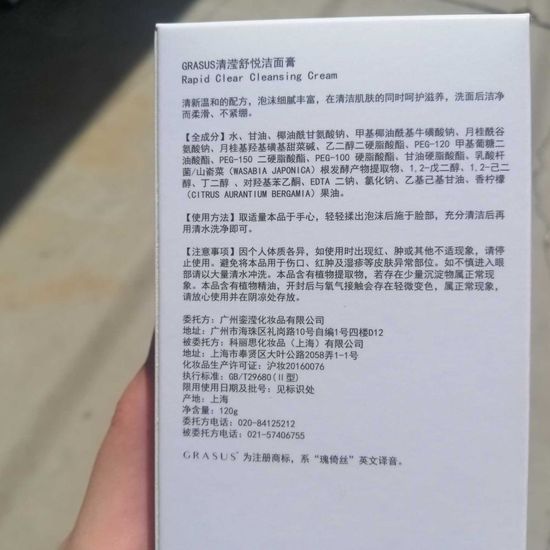 GRASUS清滢舒悦洁面膏
Rapid Clear Cleansing Cream
清新温和的配方，泡沫细腻丰富，在清洁肌肤的同时呵护滋养，洗面后洁净
而柔滑、不紧绷。
【全成分】水、甘油、椰油酰甘氨酸钠、甲基椰油酰基牛磺酸钠、月桂酰谷
氨酸钠、月桂基羟基磺基甜菜碱、乙二醇二硬脂酸酯、PEG-120 甲基葡糖二
油酸酯、PEG-150 二硬脂酸酯、PEG-100 硬脂酸酯、甘油硬脂酸酯、乳酸杆
菌/山嵛菜（WASABIA JAPONICA）根发酵产物提取物、1,2-戊二醇、1,2-己二
醇、丁二醇 、对羟基苯乙酮、EDTA 二钠、氯化钠、乙基己基甘油、香柠檬
（CITRUS AURANTIUM BERGAMIA）果油。
【使用方法】取适量本品于手心，轻轻揉出泡沫后施于脸部，充分清洁后再
用清水洗净即可。
【注意事项】因个人体质各异，如使用时出现红、肿或其他不适现象，请停
止使用。避免将本品用于伤口、红肿及湿疹等皮肤异常部位。如不慎进入眼
部请以大量清水冲洗。本品含有植物提取物，若存在少量沉淀物属正常现
象。本品含有植物精油，开封后与氧气接触会存在轻微变色，属正常现象，
请放心使用并在阴凉处存放。
委托方：广州銮滢化妆品有限公司
地址：广州市海珠区礼岗路10号自编1号四楼D12
被委托方：科丽思化妆品（上海）有限公司
地址：上海市奉贤区大叶公路2058弄1-1号
化妆品生产许可证：沪妆20160076
执行标准：GB/T29680(Ⅱ型)
限用使用日期及批号：见标识处
产地：上海
净含量：120g
委托方电话：020-84125212
被委托方电话：021-57406755
GRASUS® 为注册商标，系“瑰倚丝”英文译音。